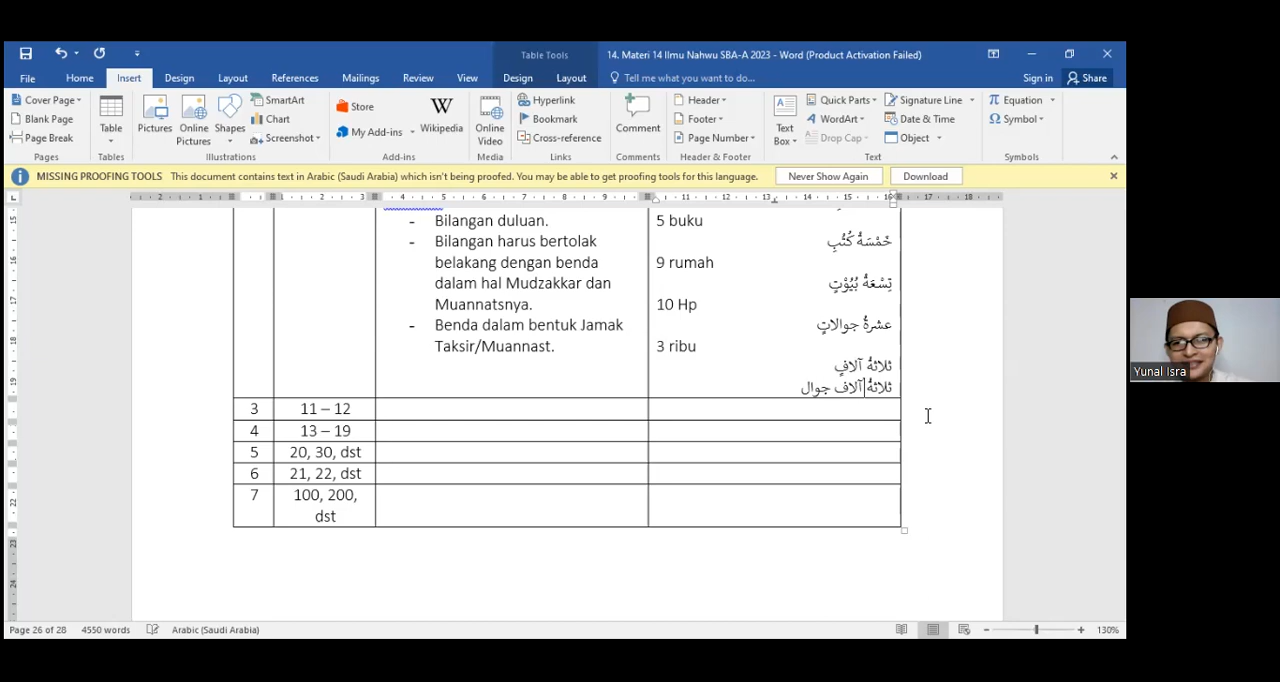 Table Tools
14. Materi 14 Ilmu Nahwu SBA-A 2023 - Word (Product Activation Failed)
File Home Insert Design Layout References Mailings Review View Design Layout Tell me what you want to do... Sign in Share
Cover Page
Blank Page
Page Break
Pages
Table
Tables
Pictures
Online Pictures
Shapes
SmartArt
Chart
Screenshot
Illustrations
Store
My Add-ins
Wikipedia
Add-ins
Online Video
Media
Hyperlink
Bookmark
Cross-reference
Links
Comment
Comments
Header
Footer
Page Number
Header & Footer
Text Box
Quick Parts
WordArt
Drop Cap
Signature Line
Date & Time
Object
Text
Equation
Symbol
Symbols
MISSING PROOFING TOOLS This document contains text in Arabic (Saudi Arabia) which isn't being proofed. You may be able to get proofing tools for this language. Never Show Again Download
- Bilangan duluan.
- Bilangan harus bertolak
belakang dengan benda
dalam hal Mudzakkar dan
Muannatsnya.
- Benda dalam bentuk Jamak
Taksir/Muannast.
5 buku
خَمْسَةُ كُتُبِ
9 rumah
تِسْعَةُ بُيُوْتٍ
10 Hp
عشرةُ جوالاتٍ
3 ribu
ثلاثةُ آلافٍ
ثلاثةُ آلاف جوال
3 11 – 12
4 13 – 19
5 20, 30, dst
6 21, 22, dst
7 100, 200,
dst
Yunal Isra
Page 26 of 28 4550 words Arabic (Saudi Arabia) 130%